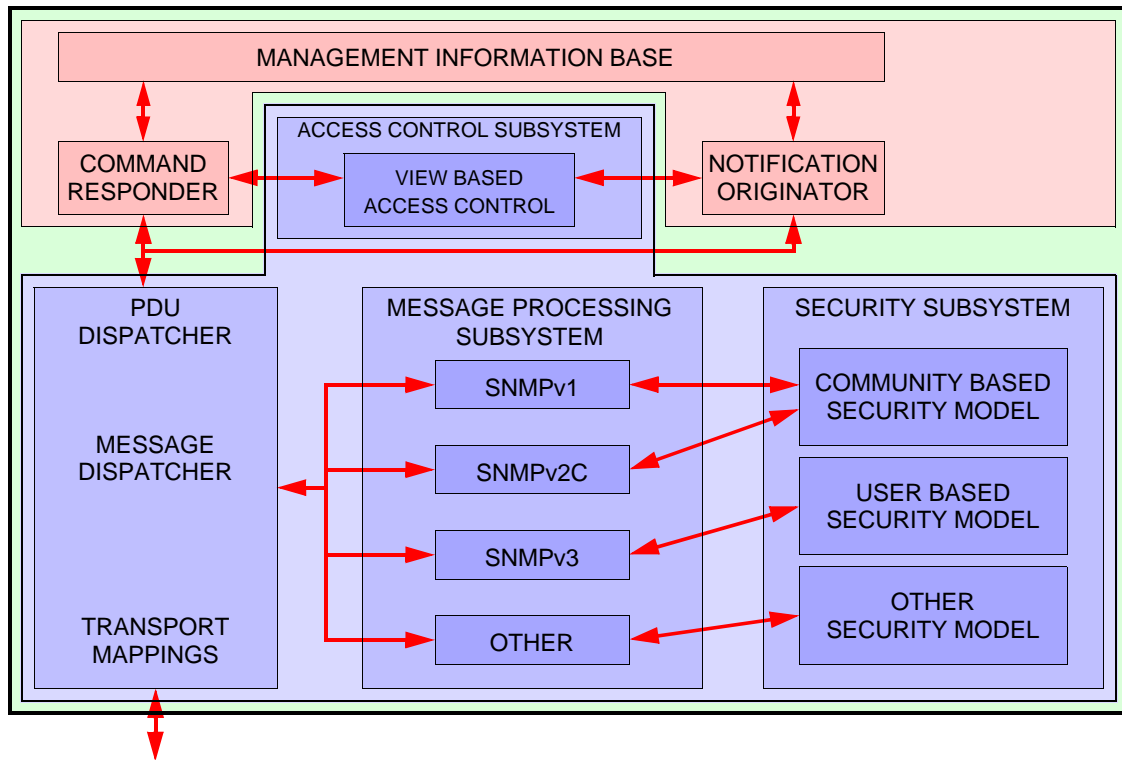 MANAGEMENT INFORMATION BASE
ACCESS CONTROL SUBSYSTEM
COMMAND
RESPONDER
VIEW BASED
ACCESS CONTROL
NOTIFICATION
ORIGINATOR
PDU
DISPATCHER
MESSAGE
DISPATCHER
TRANSPORT
MAPPINGS
MESSAGE PROCESSING
SUBSYSTEM
SNMPv1
SNMPv2C
SNMPv3
OTHER
SECURITY SUBSYSTEM
COMMUNITY BASED
SECURITY MODEL
USER BASED
SECURITY MODEL
OTHER
SECURITY MODEL